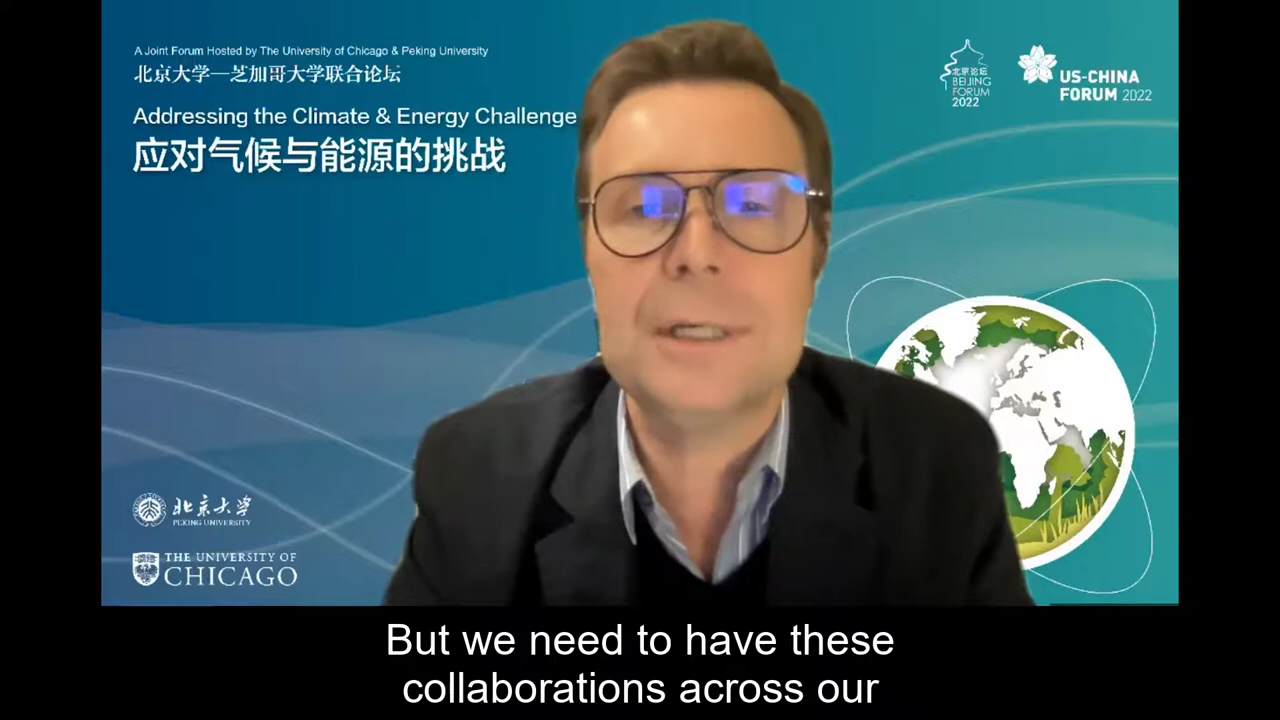 A Joint Forum Hosted by The University of Chicago & Peking University
北京大学—芝加哥大学联合论坛
Addressing the Climate & Energy Challenge
应对气候与能源的挑战
北京论坛
BEIJING
FORUM
2022
US-CHINA
FORUM 2022
北京大学
PEKING UNIVERSITY
THE UNIVERSITY OF
CHICAGO
But we need to have these
collaborations across our